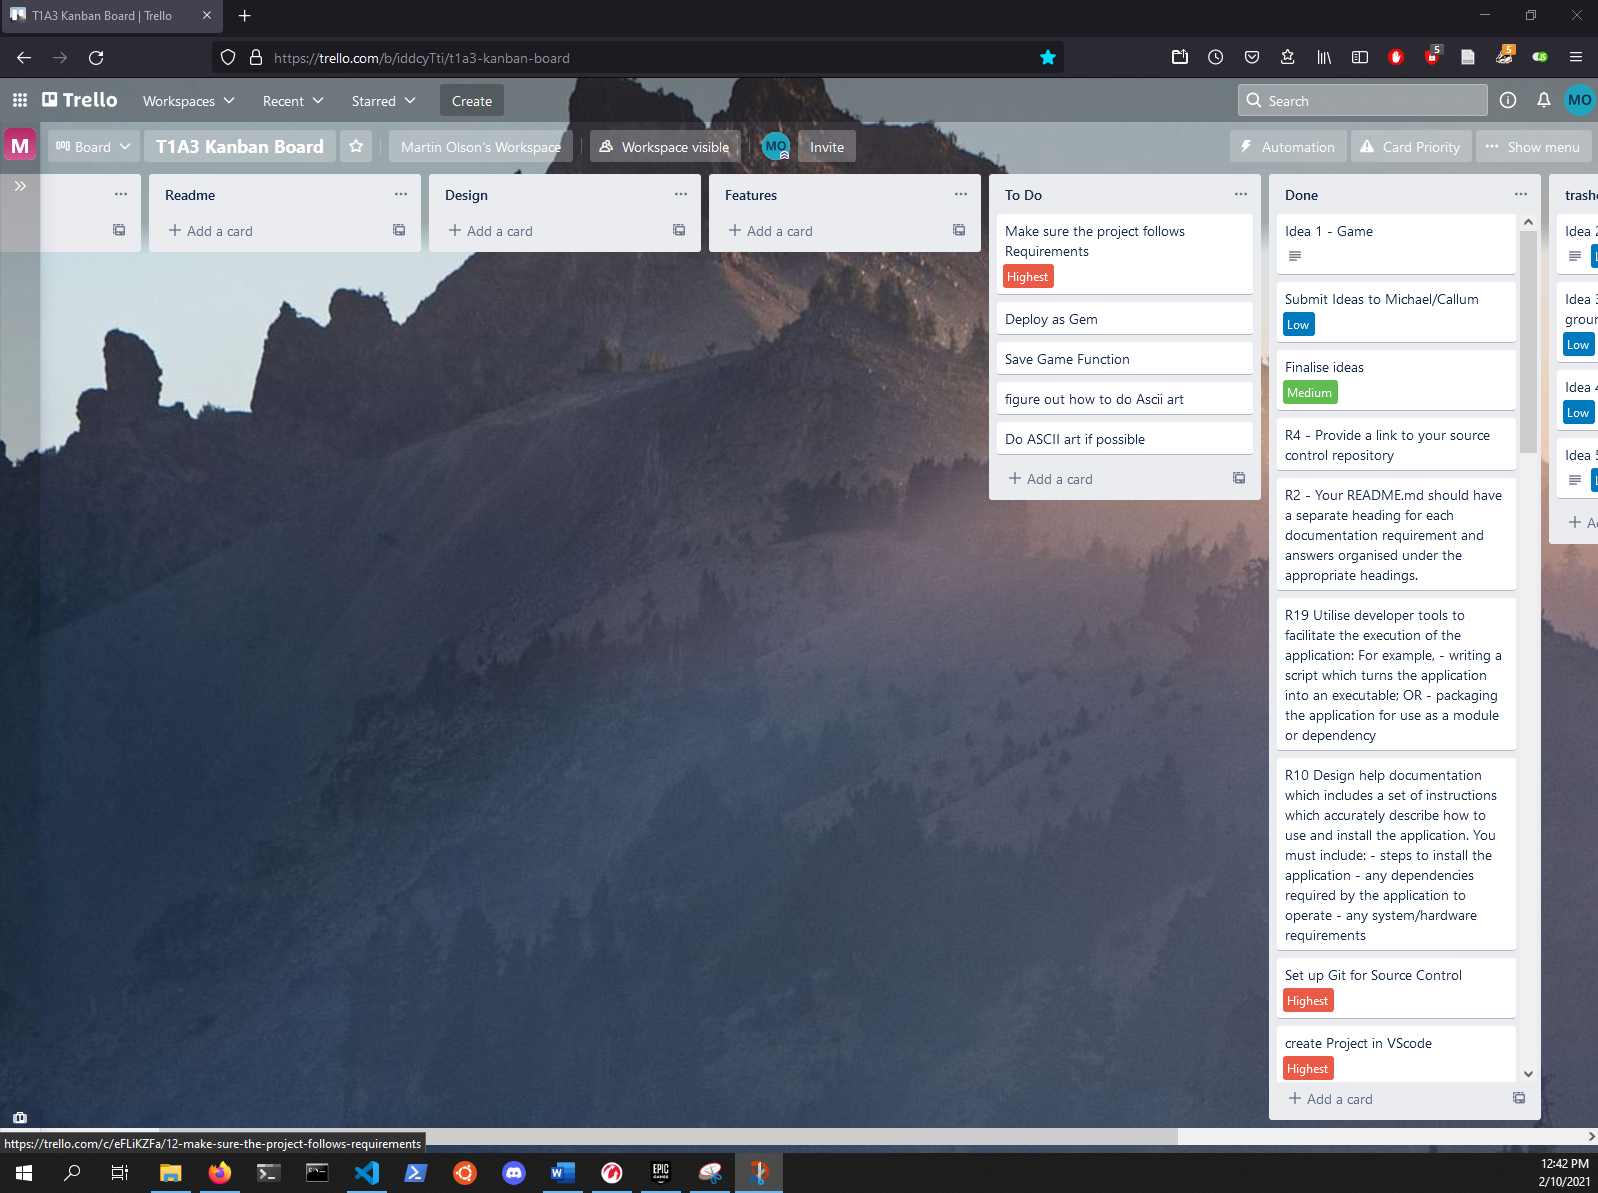 T1A3 Kanban Board | Trello
https://trello.com/b/iddcyTti/t1a3-kanban-board
5
5
Trello
Workspaces
Recent
Starred
Create
Search
MO
M
Board
T1A3 Kanban Board
Martin Olson's Workspace
Workspace visible
MO
Invite
Automation
Card Priority
Show menu
Readme
Add a card
Design
Add a card
Features
Add a card
To Do
Make sure the project follows
Requirements
Highest
Deploy as Gem
Save Game Function
figure out how to do Ascii art
Do ASCII art if possible
Add a card
Done
Idea 1 - Game
Submit Ideas to Michael/Callum
Low
Finalise ideas
Medium
R4 - Provide a link to your source
control repository
R2 - Your README.md should have
a separate heading for each
documentation requirement and
answers organised under the
appropriate headings.
R19 Utilise developer tools to
facilitate the execution of the
application: For example, - writing a
script which turns the application
into an executable; OR - packaging
the application for use as a module
or dependency
R10 Design help documentation
which includes a set of instructions
which accurately describe how to
use and install the application. You
must include: - steps to install the
application - any dependencies
required by the application to
operate - any system/hardware
requirements
Set up Git for Source Control
Highest
create Project in VScode
Highest
Add a card
Idea
Idea
Low
Idea
Low
Idea
https://trello.com/c/eFLiKZFa/12-make-sure-the-project-follows-requirements
EPIC
GAMES
12:42 PM
2/10/2021